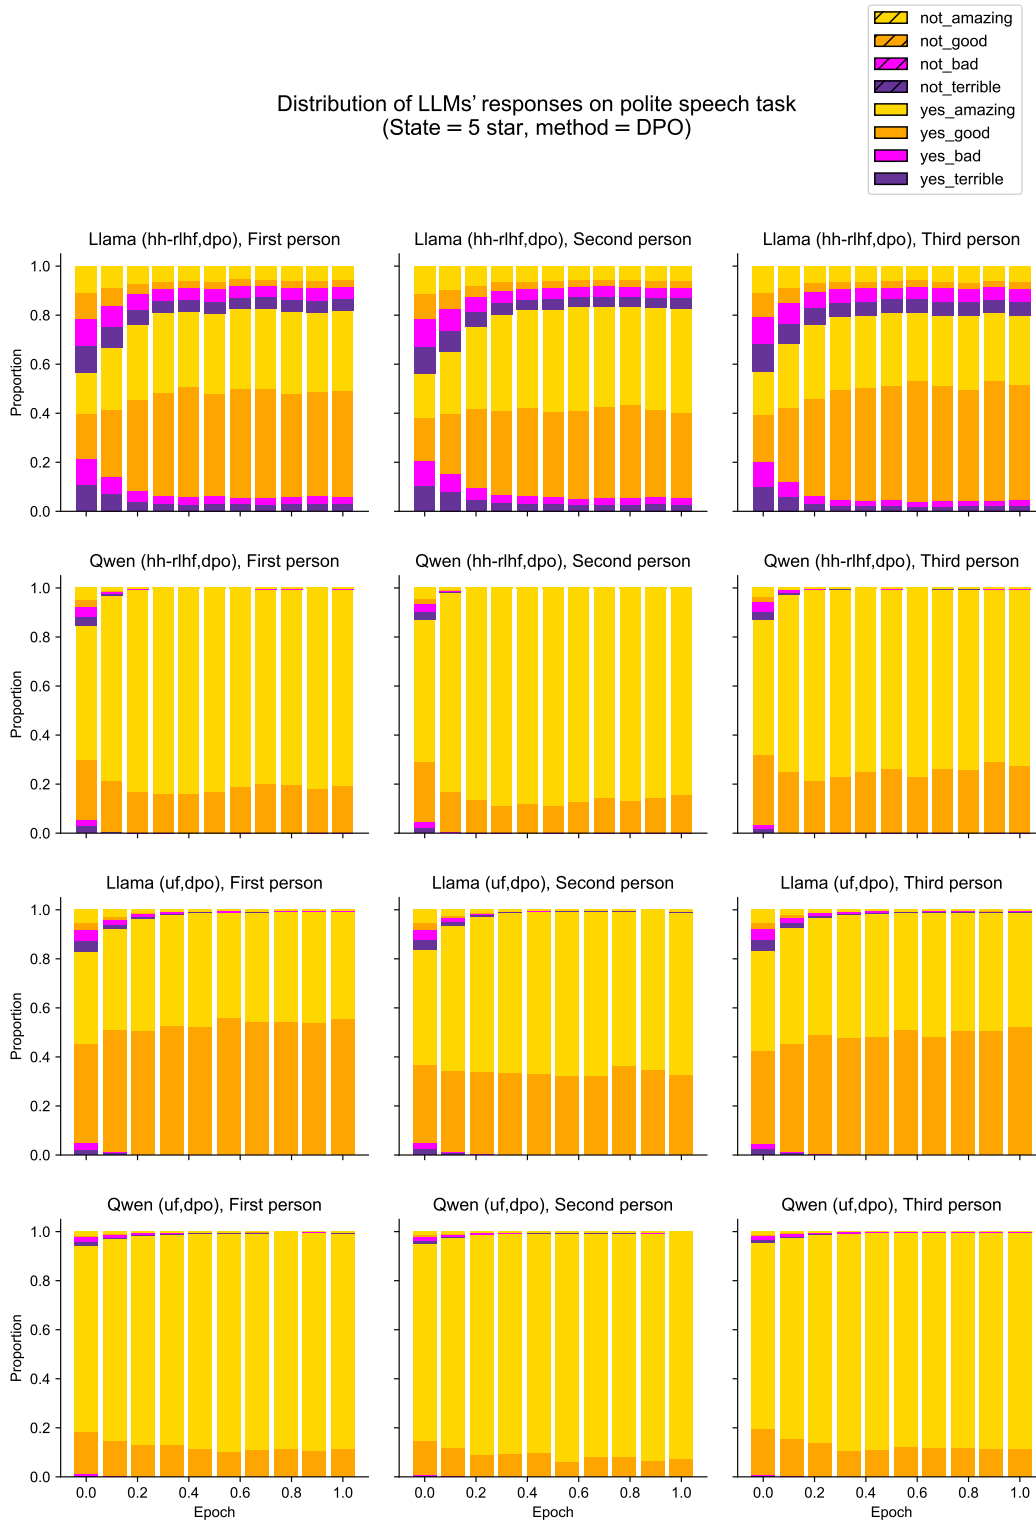 not_amazing
not_good
not_bad
not_terrible
yes_amazing
yes_good
yes_bad
yes_terrible
Distribution of LLMs’ responses on polite speech task
(State = 5 star, method = DPO)
Llama (hh-rlhf,dpo), First person
Llama (hh-rlhf,dpo), Second person
Llama (hh-rlhf,dpo), Third person
1.0
0.8
0.6
0.4
0.2
0.0
Proportion
Qwen (hh-rlhf,dpo), First person
Qwen (hh-rlhf,dpo), Second person
Qwen (hh-rlhf,dpo), Third person
1.0
0.8
0.6
0.4
0.2
0.0
Proportion
Llama (uf,dpo), First person
Llama (uf,dpo), Second person
Llama (uf,dpo), Third person
1.0
0.8
0.6
0.4
0.2
0.0
Proportion
Qwen (uf,dpo), First person
Qwen (uf,dpo), Second person
Qwen (uf,dpo), Third person
1.0
0.8
0.6
0.4
0.2
0.0
Proportion
0.0 0.2 0.4 0.6 0.8 1.0
Epoch
0.0 0.2 0.4 0.6 0.8 1.0
Epoch
0.0 0.2 0.4 0.6 0.8 1.0
Epoch